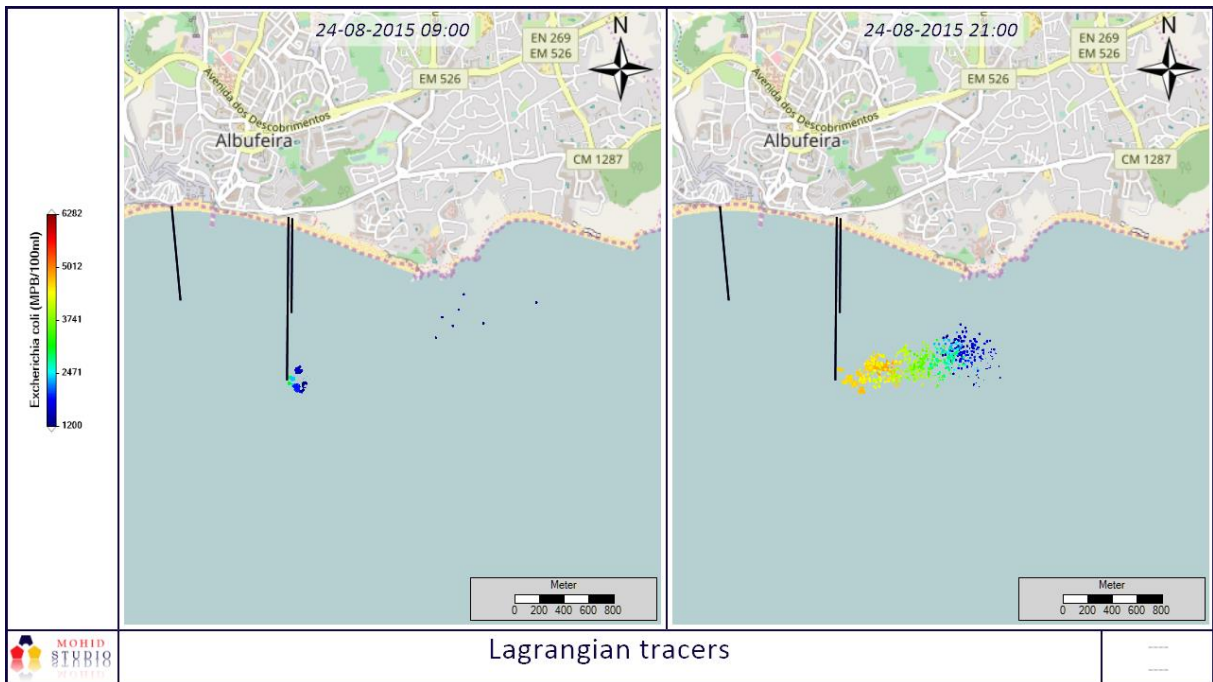 24-08-2015 09:00
N
EN 269
EM 526
EM 526
Avenida dos Descobrimentos
Albufeira
CM 1287
Meter
0 200 400 600 800
24-08-2015 21:00
N
EN 269
EM 526
EM 526
Avenida dos Descobrimentos
Albufeira
CM 1287
Meter
0 200 400 600 800
Excherichia coli (MPB/100ml)
6282
5012
3741
2471
1200
MOHID
STUDIO
Lagrangian tracers
----
----